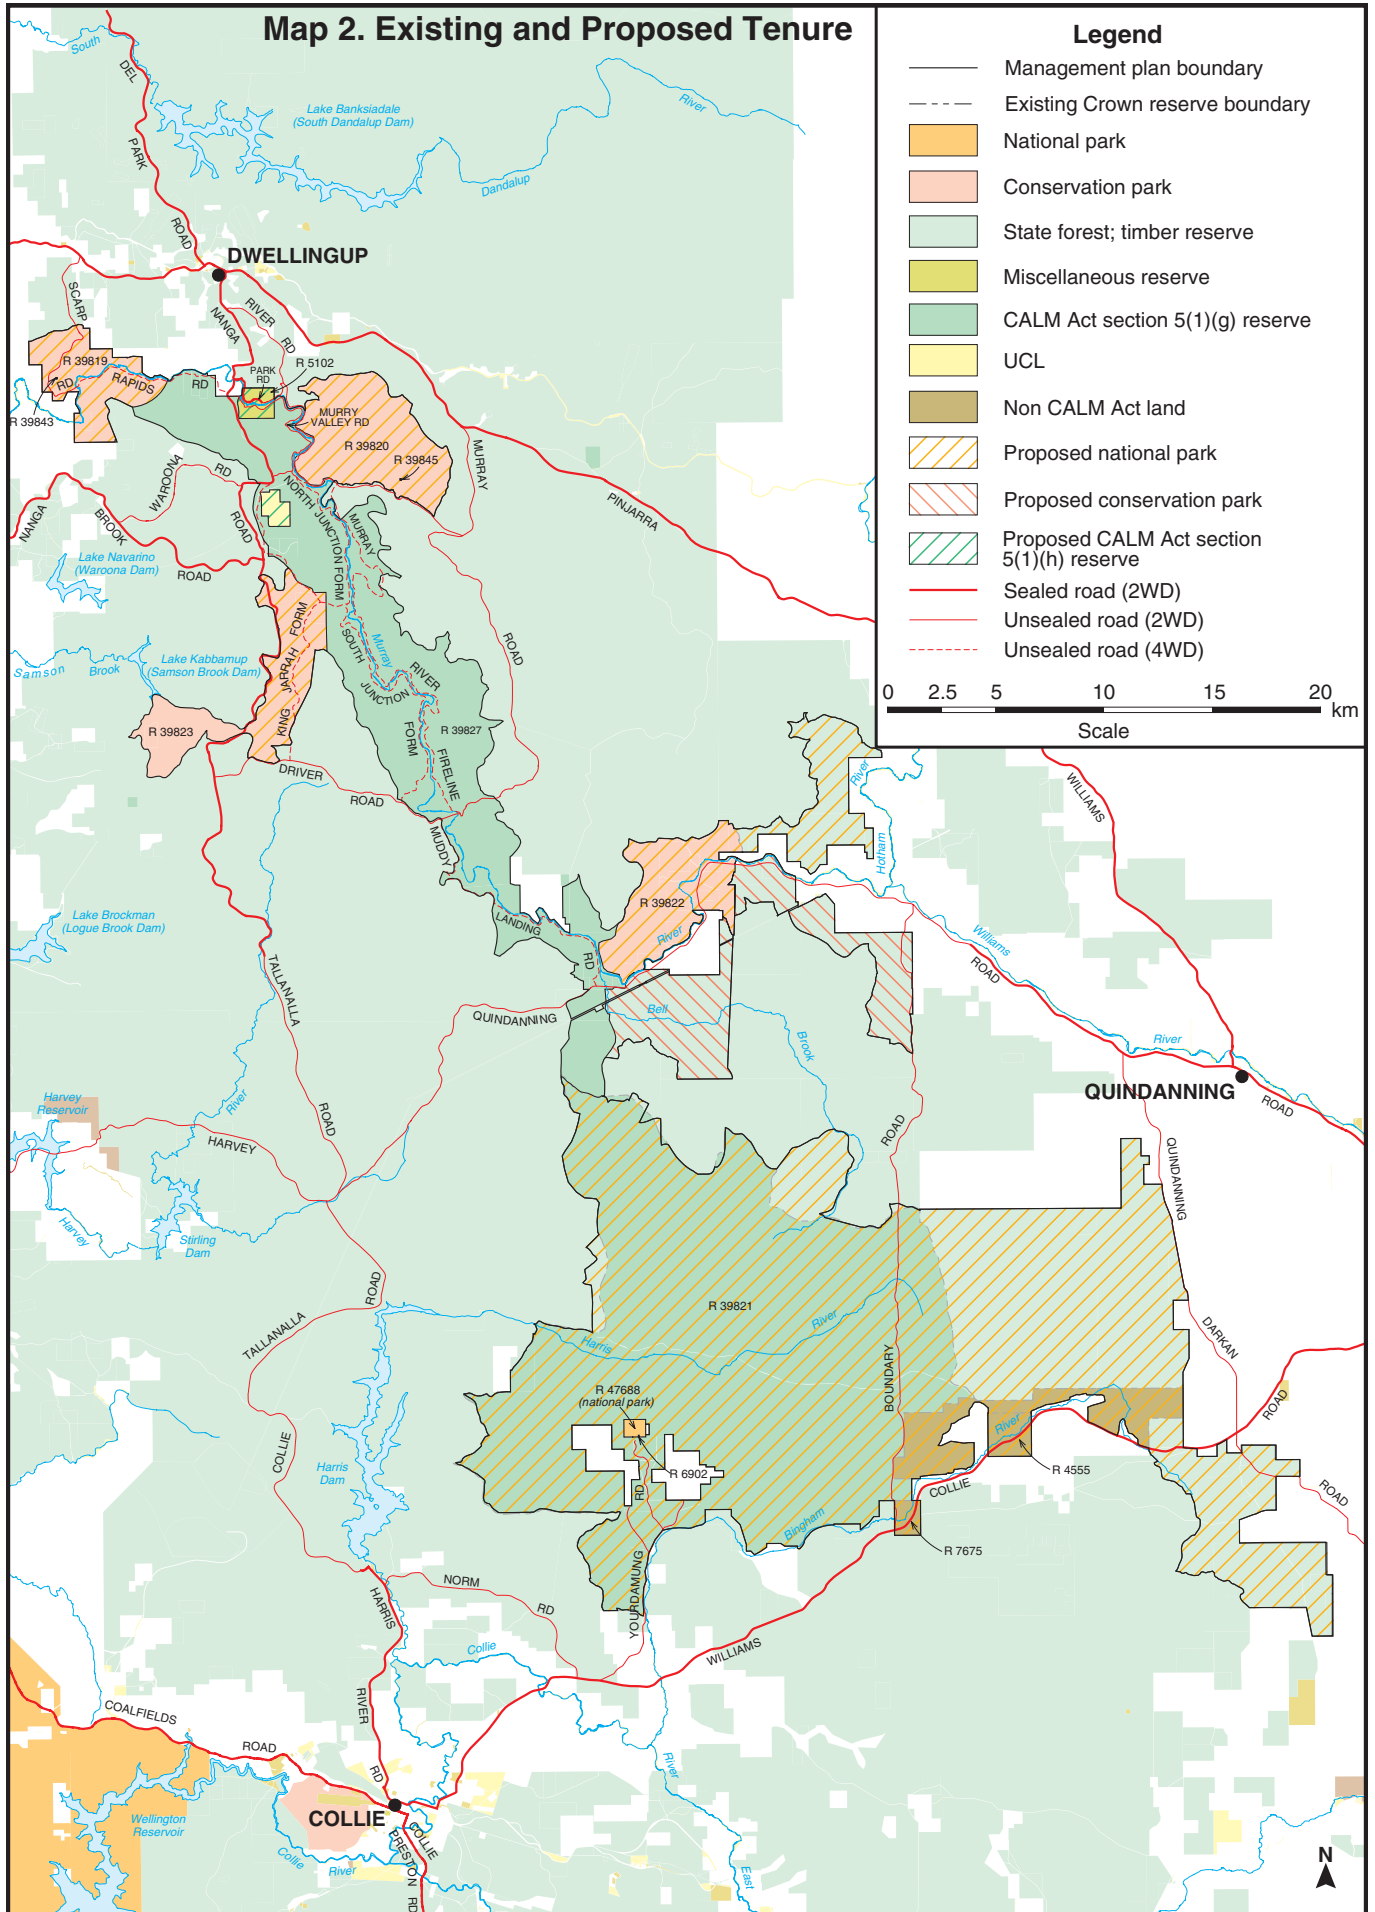 Map 2. Existing and Proposed Tenure
Legend
Management plan boundary
Existing Crown reserve boundary
National park
Conservation park
State forest; timber reserve
Miscellaneous reserve
CALM Act section 5(1)(g) reserve
UCL
Non CALM Act land
Proposed national park
Proposed conservation park
Proposed CALM Act section
5(1)(h) reserve
Sealed road (2WD)
Unsealed road (2WD)
Unsealed road (4WD)
0 2.5 5 10 15 20
km
Scale
South
DEL
PARK
ROAD
Lake Banksiadale
(South Dandalup Dam)
River
Dandalup
DWELLINGUP
SCARP
RD
NANGA
RIVER
RD
R 5102
PARK
RD
R 39819
RAPIDS
RD
R 39843
MURRY
VALLEY RD
R 39820
R 39845
MURRAY
ROAD
PINJARRA
WAROONA
RD
NANGA
BROOK
ROAD
ROAD
NORTH
JUNCTION
FORM
MURRAY
Lake Navarino
(Waroona Dam)
Samson
Brook
Lake Kabbamup
(Samson Brook Dam)
KING
JARRAH
FORM
SOUTH
JUNCTION
FORM
Murray
RIVER
FIRELINE
R 39827
R 39823
DRIVER
ROAD
MUDDY
LANDING
RD
R 39822
River
River
Hotham
WILLIAMS
Williams
ROAD
River
QUINDANNING
ROAD
Lake Brockman
(Logue Brook Dam)
TALLANALLA
ROAD
QUINDANNING
Bell
Brook
ROAD
BOUNDARY
Harvey
Reservoir
River
HARVEY
Harvey
Stirling
Dam
QUINDANNING
DARKAN
ROAD
ROAD
TALLANALLA
ROAD
COLLIE
R 39821
River
Harris
R 47688
(national park)
R 6902
RD
YOURDAMUNG
Harris
Dam
River
R 4555
COLLIE
R 7675
Bingham
WILLIAMS
NORM
RD
HARRIS
RIVER
RD
Collie
River
East
COALFIELDS
ROAD
Wellington
Reservoir
COLLIE
Collie
River
COLLIE
PRESTON
RD
N